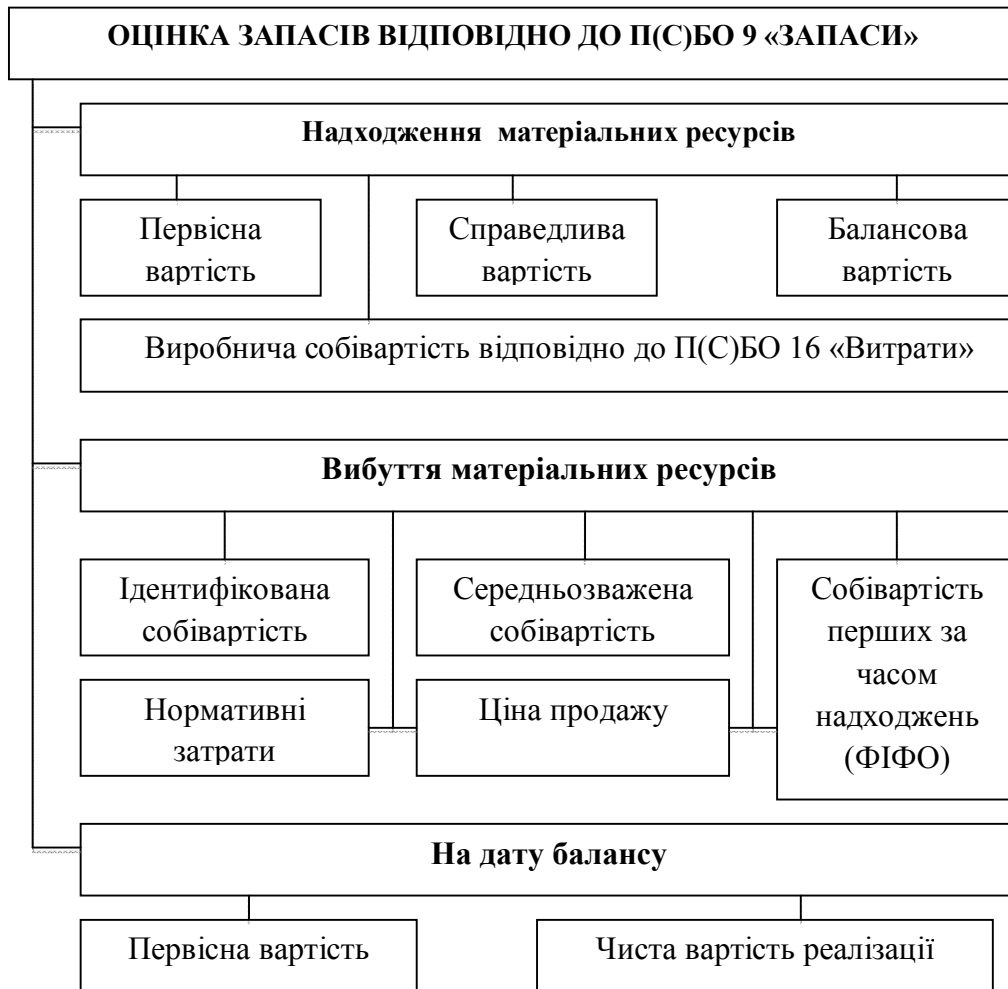 ОЦІНКА ЗАПАСІВ ВІДПОВІДНО ДО П(С)БО 9 «ЗАПАСИ»
Надходження матеріальних ресурсів
Первісна
вартість
Справедлива
вартість
Балансова
вартість
Виробнича собівартість відповідно до П(С)БО 16 «Витрати»
Вибуття матеріальних ресурсів
Ідентифікована
собівартість
Середньозважена
собівартість
Собівартість
перших за
часом
надходжень
(ФІФО)
Нормативні
затрати
Ціна продажу
На дату балансу
Первісна вартість
Чиста вартість реалізації